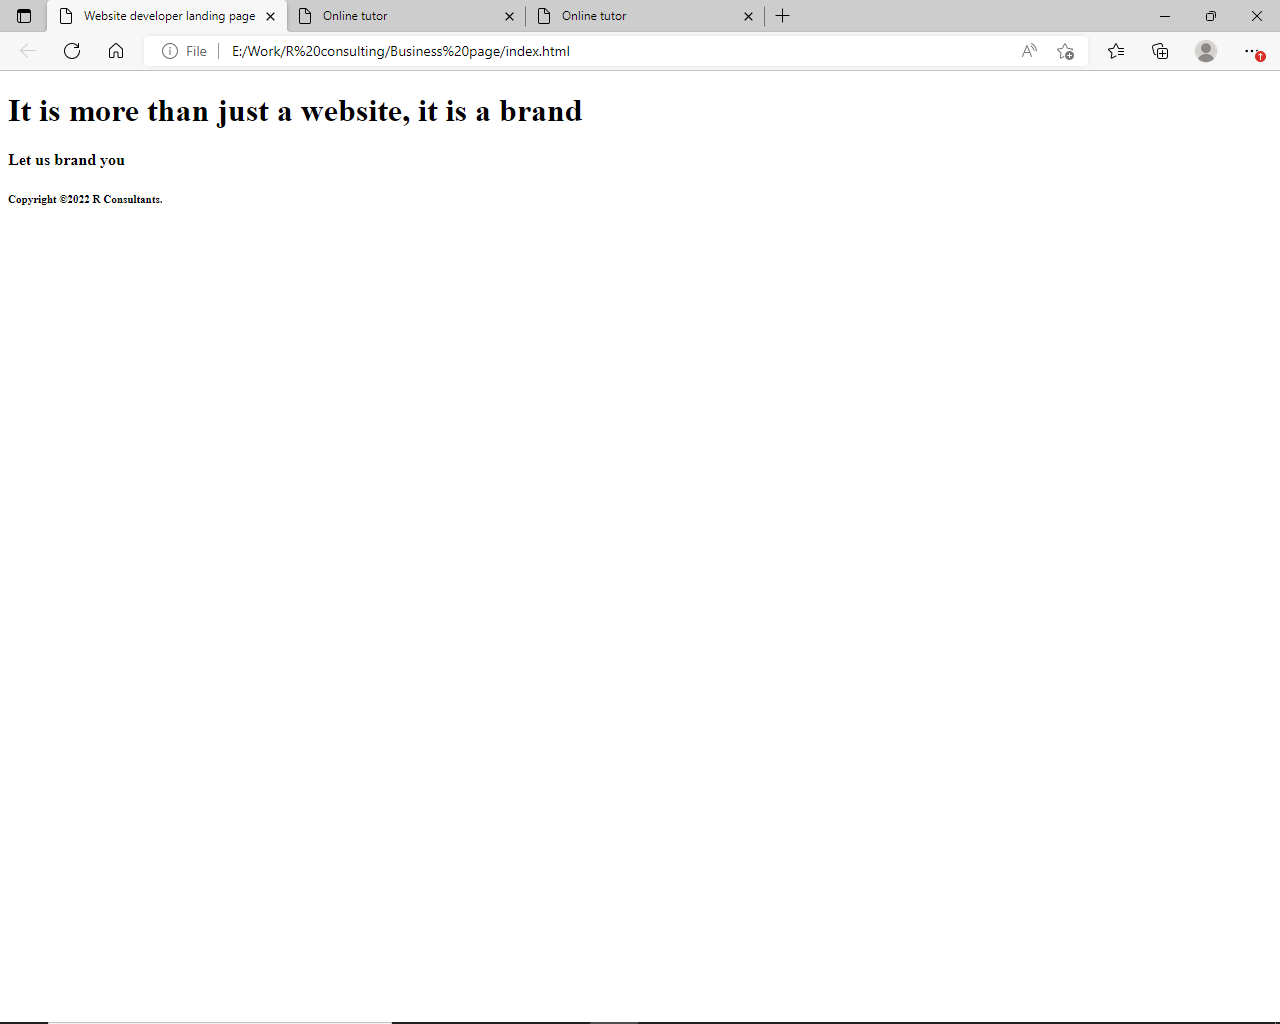 Website developer landing page
Online tutor
Online tutor
File
E:/Work/R%20consulting/Business%20page/index.html
It is more than just a website, it is a brand
Let us brand you
Copyright ©2022 R Consultants.